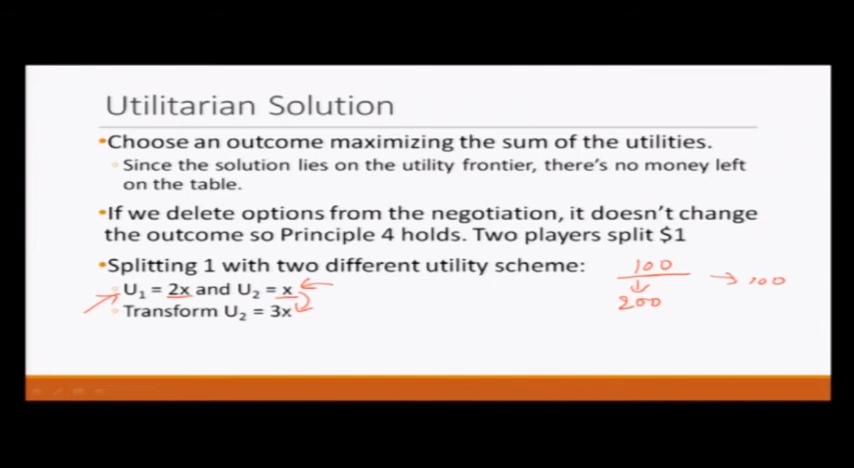 Utilitarian Solution
•Choose an outcome maximizing the sum of the utilities.
◦Since the solution lies on the utility frontier, there's no money left
on the table.
•If we delete options from the negotiation, it doesn't change
the outcome so Principle 4 holds. Two players split $1
•Splitting 1 with two different utility scheme:
◦U₁ = 2x and U₂ = x
◦Transform U₂ = 3x
100
→ 100
↓
200